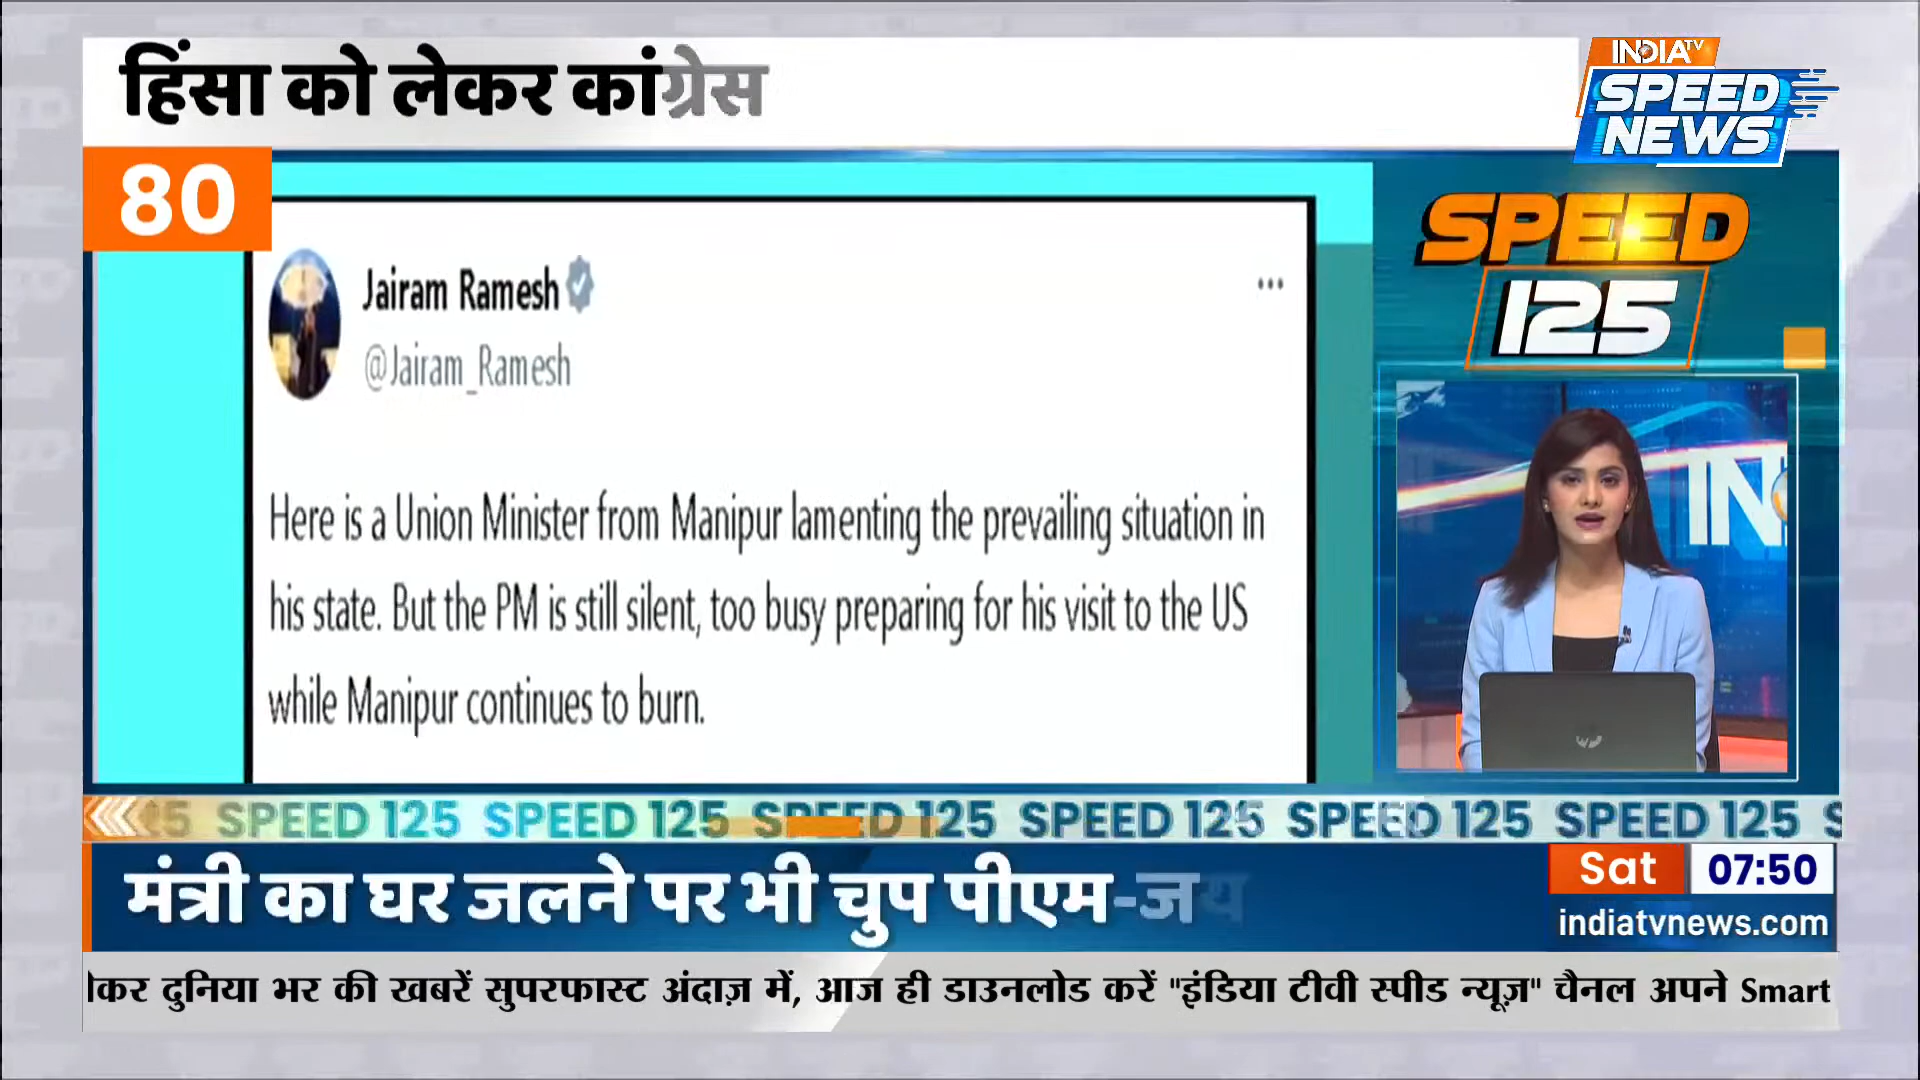 हिंसा को लेकर कांग्रेस
INDIA TV
SPEED
NEWS
80
SPEED
125
Jairam Ramesh
@Jairam_Ramesh
Here is a Union Minister from Manipur lamenting the prevailing situation in
his state. But the PM is still silent, too busy preparing for his visit to the US
while Manipur continues to burn.
IN
25 SPEED 125 SPEED 125 SPEED 125 SPEED 125 SPEED 125 SPEED 125 S
मंत्री का घर जलने पर भी चुप पीएम-जय
Sat 07:50
indiatvnews.com
लेकर दुनिया भर की खबरें सुपरफास्ट अंदाज़ में, आज ही डाउनलोड करें "इंडिया टीवी स्पीड न्यूज़" चैनल अपने Smart